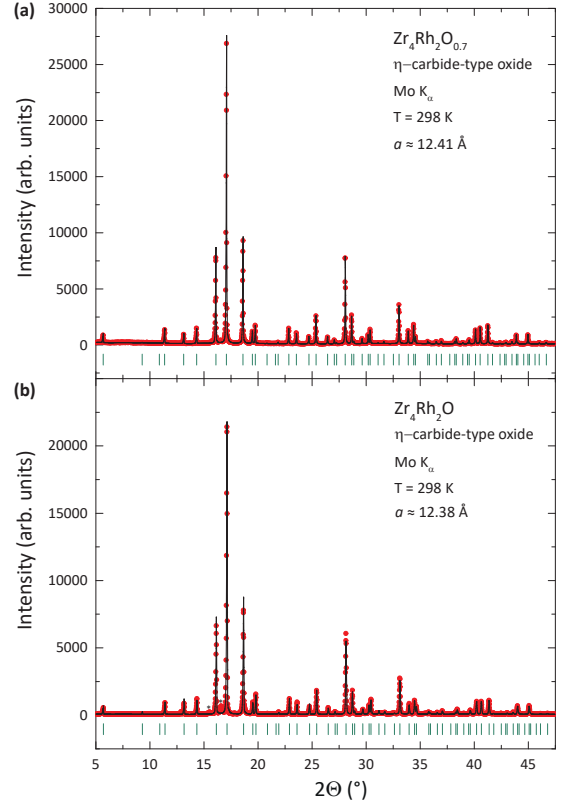 (a)
30000
25000
20000
15000
10000
5000
0
Intensity (arb. units)
Zr₄Rh₂O₀.₇
η−carbide-type oxide
Mo Kα
T = 298 K
a ≈ 12.41 Å
(b)
20000
15000
10000
5000
0
Intensity (arb. units)
Zr₄Rh₂O
η−carbide-type oxide
Mo Kα
T = 298 K
a ≈ 12.38 Å
5 10 15 20 25 30 35 40 45
2Θ (°)